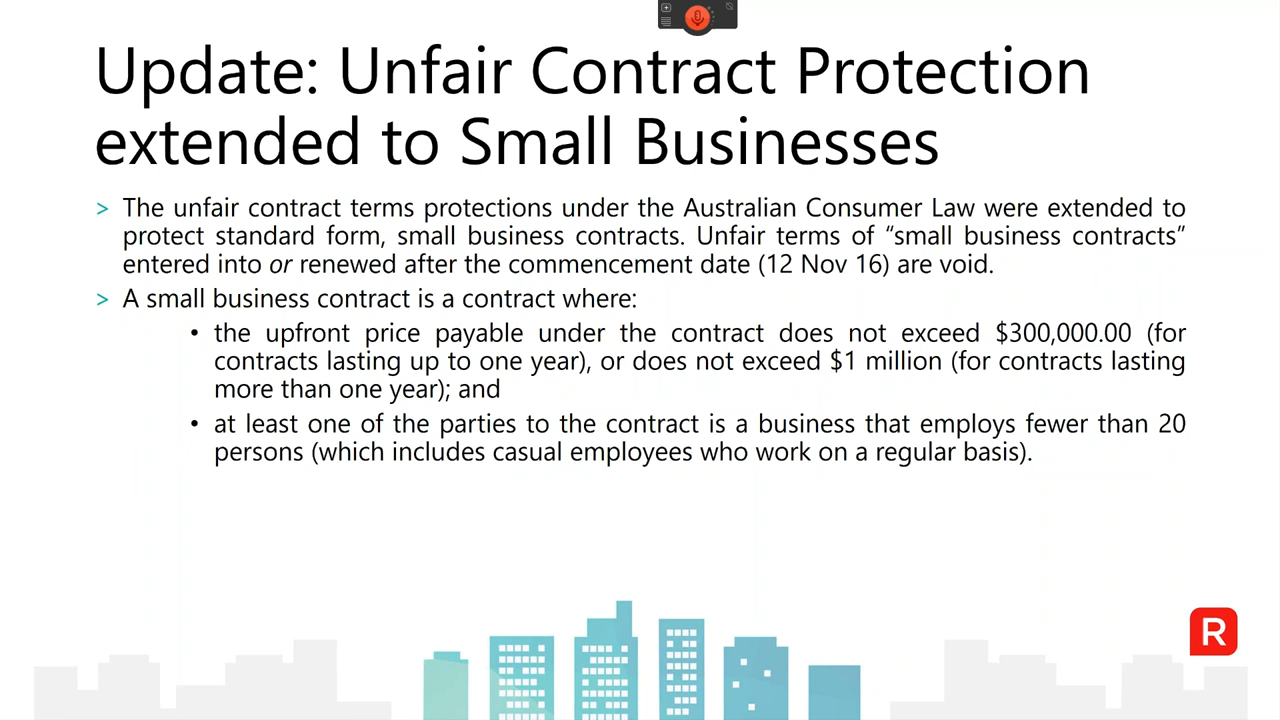 Update: Unfair Contract Protection
extended to Small Businesses
> The unfair contract terms protections under the Australian Consumer Law were extended to
protect standard form, small business contracts. Unfair terms of “small business contracts”
entered into or renewed after the commencement date (12 Nov 16) are void.
> A small business contract is a contract where:
• the upfront price payable under the contract does not exceed $300,000.00 (for
contracts lasting up to one year), or does not exceed $1 million (for contracts lasting
more than one year); and
• at least one of the parties to the contract is a business that employs fewer than 20
persons (which includes casual employees who work on a regular basis).
R